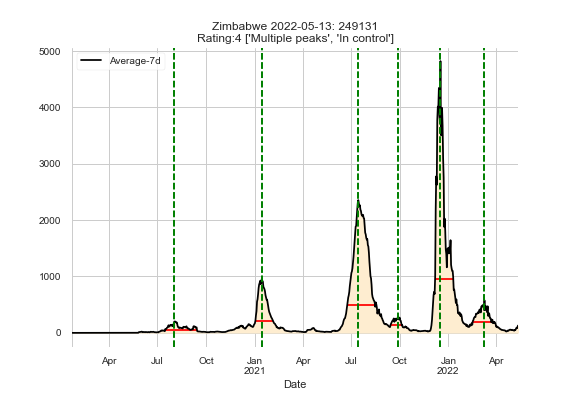 Zimbabwe 2022-05-13: 249131
Rating:4 ['Multiple peaks', 'In control']
Average-7d
5000
4000
3000
2000
1000
0
Apr Jul Oct Jan Apr Jul Oct Jan Apr
2021 2022
Date